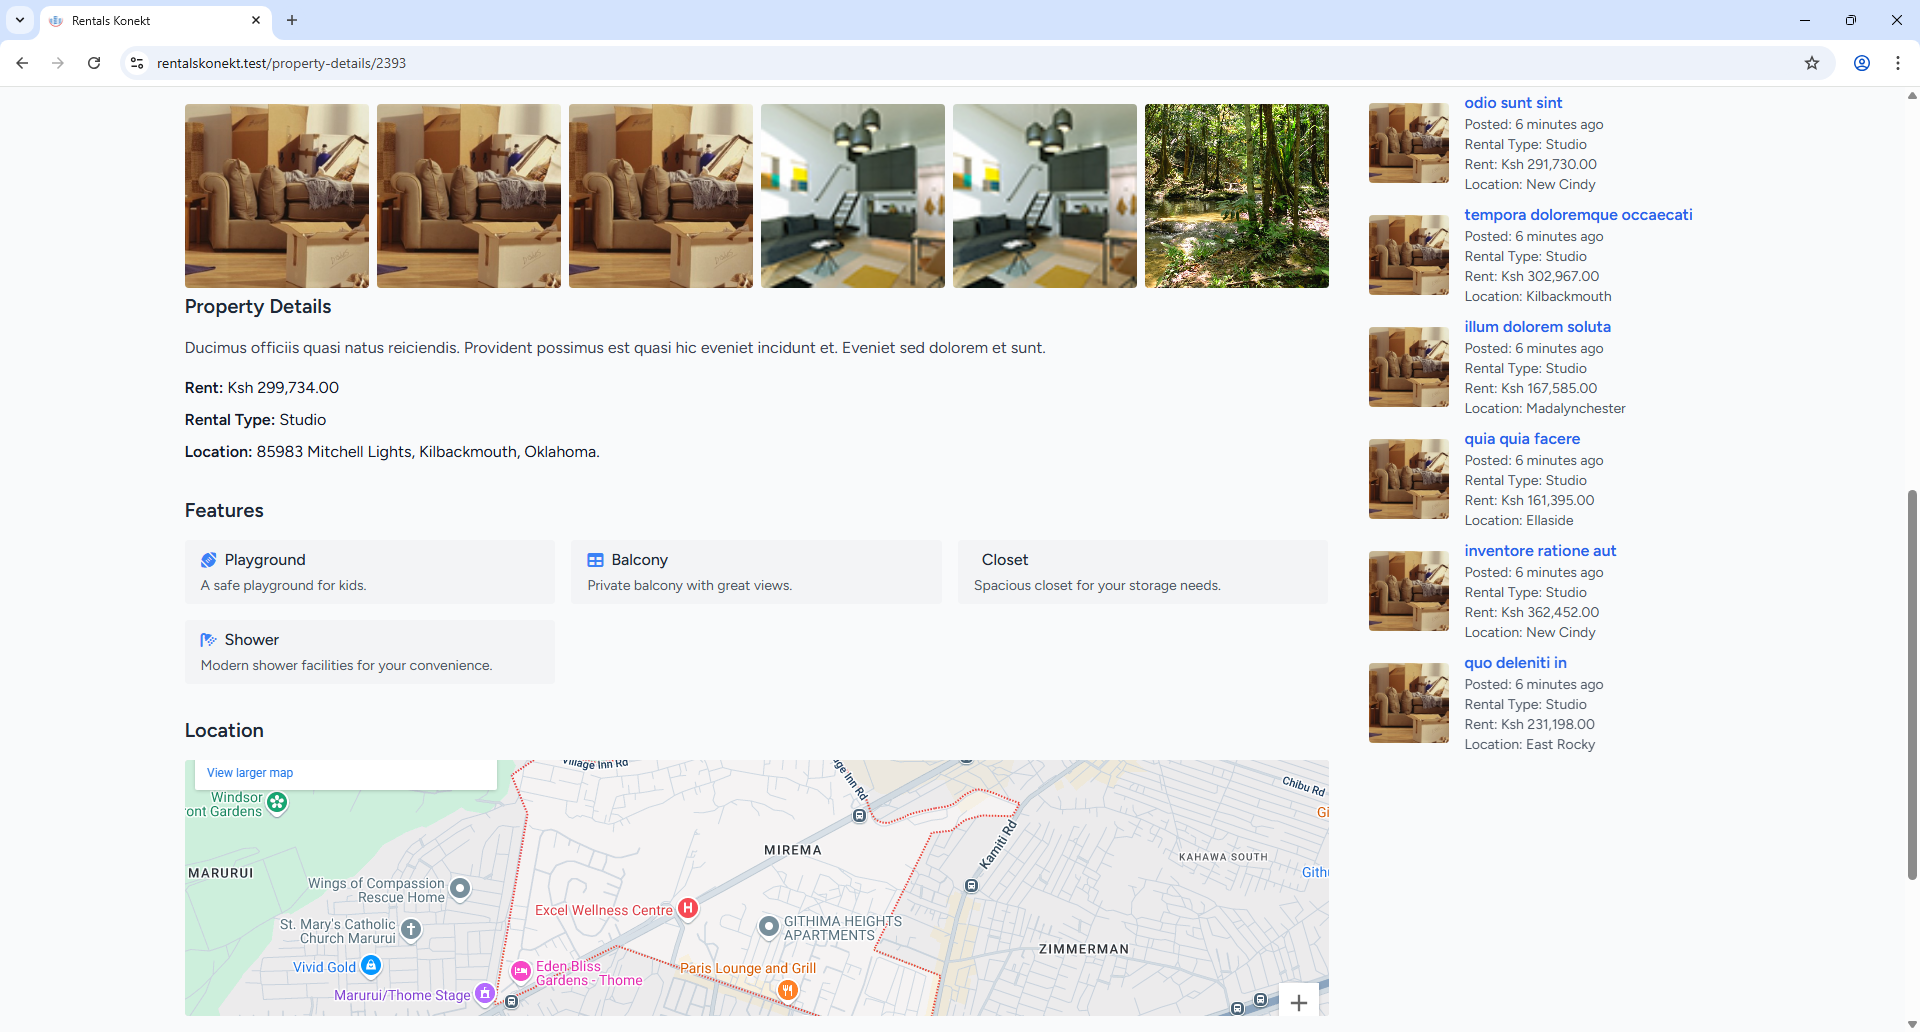 Rentals Konekt
rentalskonekt.test/property-details/2393
Property Details
Ducimus officiis quasi natus reiciendis. Provident possimus est quasi hic eveniet incidunt et. Eveniet sed dolorem et sunt.
Rent: Ksh 299,734.00
Rental Type: Studio
Location: 85983 Mitchell Lights, Kilbackmouth, Oklahoma.
Features
Playground
A safe playground for kids.
Balcony
Private balcony with great views.
Closet
Spacious closet for your storage needs.
Shower
Modern shower facilities for your convenience.
Location
View larger map
Village Inn Rd
ge Inn Rd
Chibu Rd
Windsor
ont Gardens
Gi
Kamiti Rd
MIREMA
KAHAWA SOUTH
MARURUI
Githu
Wings of Compassion
Rescue Home
Excel Wellness Centre
H
St. Mary's Catholic
Church Marurui
GITHIMA HEIGHTS
APARTMENTS
ZIMMERMAN
Vivid Gold
Eden Bliss
Gardens - Thome
Paris Lounge and Grill
Marurui/Thome Stage
odio sunt sint
Posted: 6 minutes ago
Rental Type: Studio
Rent: Ksh 291,730.00
Location: New Cindy
tempora doloremque occaecati
Posted: 6 minutes ago
Rental Type: Studio
Rent: Ksh 302,967.00
Location: Kilbackmouth
illum dolorem soluta
Posted: 6 minutes ago
Rental Type: Studio
Rent: Ksh 167,585.00
Location: Madalynchester
quia quia facere
Posted: 6 minutes ago
Rental Type: Studio
Rent: Ksh 161,395.00
Location: Ellaside
inventore ratione aut
Posted: 6 minutes ago
Rental Type: Studio
Rent: Ksh 362,452.00
Location: New Cindy
quo deleniti in
Posted: 6 minutes ago
Rental Type: Studio
Rent: Ksh 231,198.00
Location: East Rocky